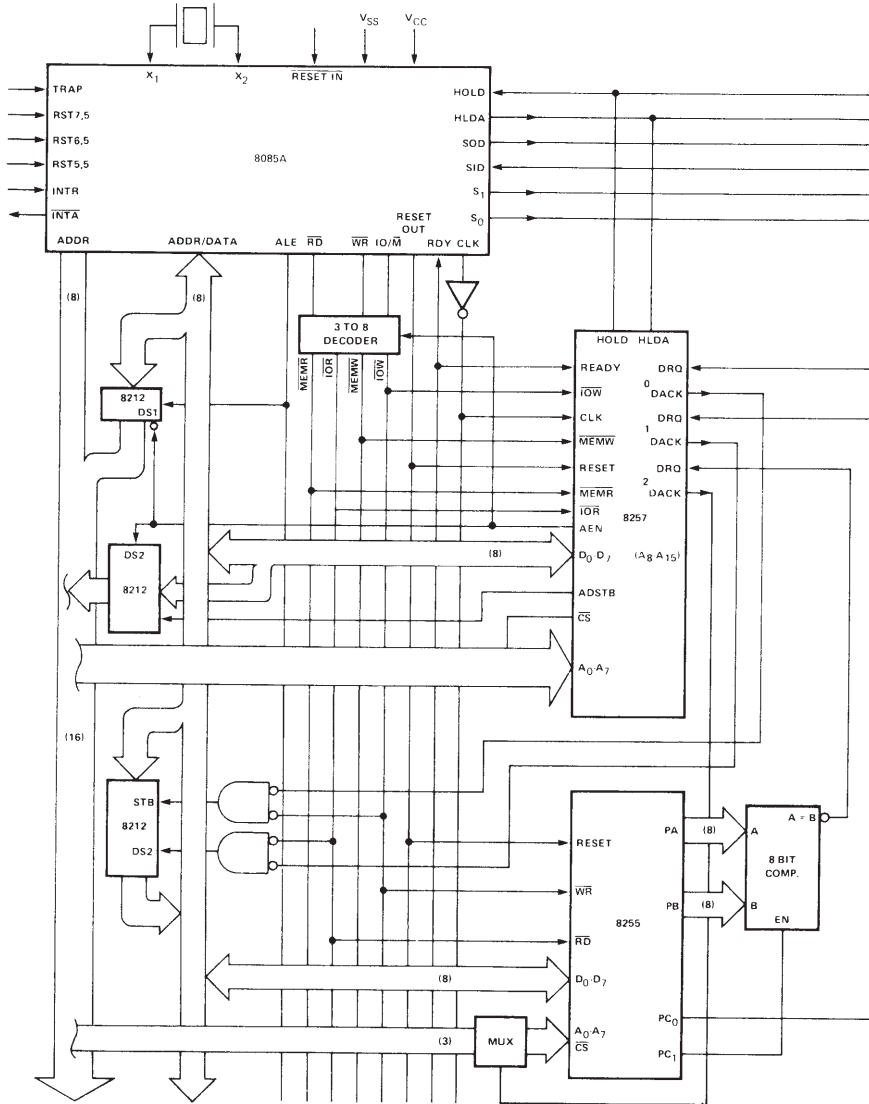 V_SS V_CC
X_1 X_2 RESET IN
TRAP
RST7,5
RST6,5
RST5,5
INTR
INTA
8085A
HOLD
HLDA
SOD
SID
S_1
S_0
RESET
OUT
ADDR ADDR/DATA ALE RD WR IO/M RDY CLK
(8) (8)
3 TO 8
DECODER
MEMR IOR MEMW IOW
8212
DS1
HOLD HLDA
READY DRQ
0
IOW DACK
CLK DRQ
1
MEMW DACK
RESET DRQ
2
MEMR DACK
IOR 8257
AEN
D_0·D_7 (A_8·A_15)
ADSTB
CS
A_0·A_7
(8)
DS2
8212
(16)
STB
8212
DS2
RESET PA
WR
PB
8255
RD
D_0·D_7
PC_0
A_0·A_7
CS
PC_1
(8)
(8)
A = B
A
8 BIT
COMP.
B
EN
(8)
(3)
MUX